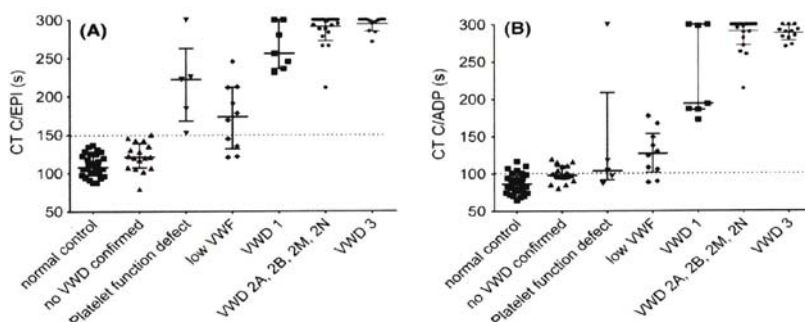 (A)
CT C/EPI (s)
300
250
200
150
100
50
normal control
no VWD confirmed
Platelet function defect
low VWF
VWD 1
VWD 2A, 2B, 2M, 2N
VWD 3
(B)
CT C/ADP (s)
300
250
200
150
100
50
normal control
no VWD confirmed
Platelet function defect
low VWF
VWD 1
VWD 2A, 2B, 2M, 2N
VWD 3